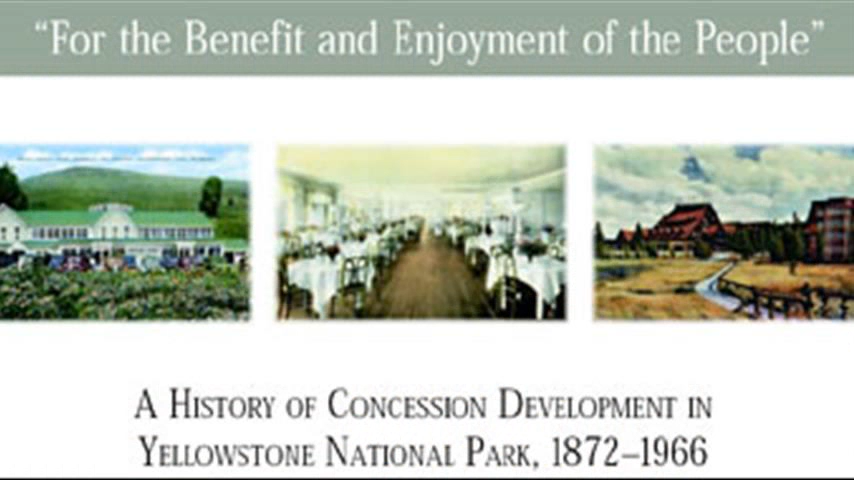 “For the Benefit and Enjoyment of the People”
A History of Concession Development in
Yellowstone National Park, 1872–1966